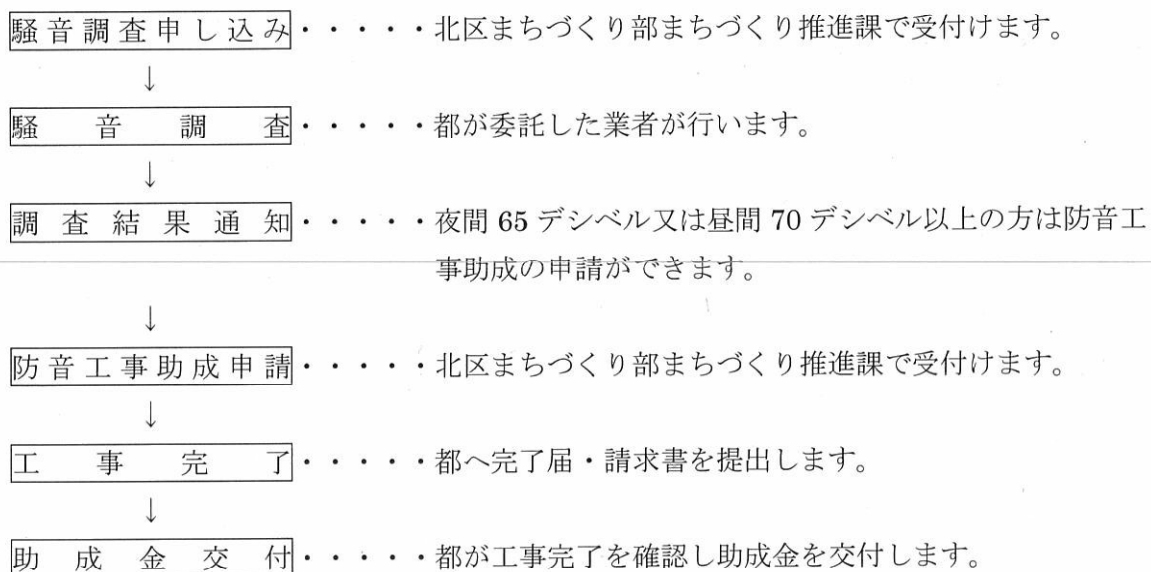 騒音調査申し込み・・・・・北区まちづくり部まちづくり推進課で受付けます。
↓
騒音調査・・・・・都が委託した業者が行います。
↓
調査結果通知・・・・・夜間 65 デシベル又は昼間 70 デシベル以上の方は防音工
事助成の申請ができます。
↓
防音工事助成申請・・・・・北区まちづくり部まちづくり推進課で受付けます。
↓
工事完了・・・・・都へ完了届・請求書を提出します。
↓
助成金交付・・・・・都が工事完了を確認し助成金を交付します。